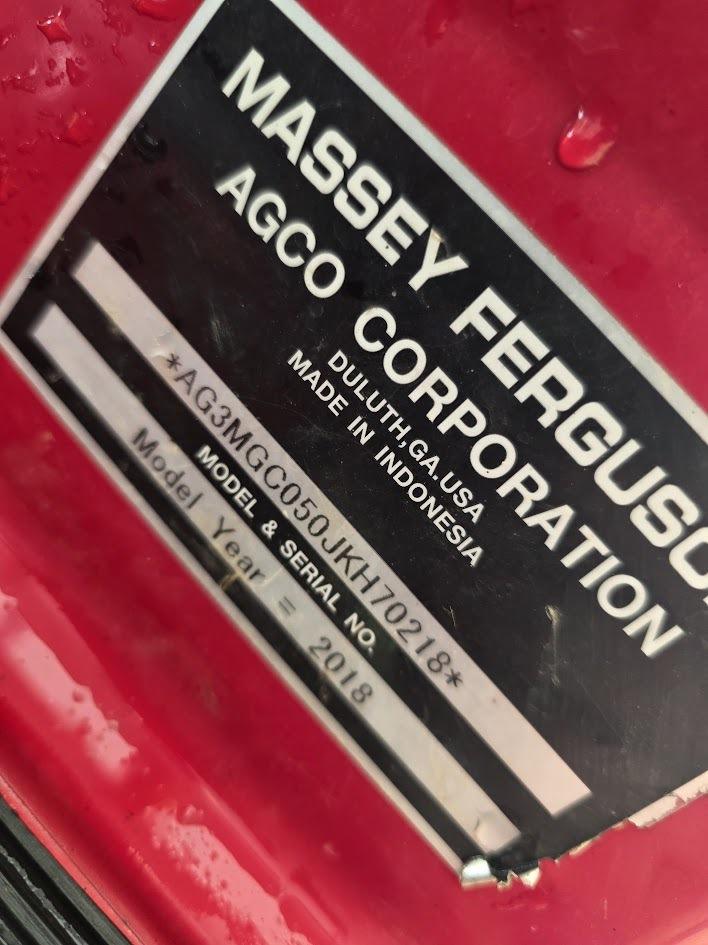 MASSEY FERGUSON
AGCO CORPORATION
DULUTH,GA.USA
MADE IN INDONESIA
*AG3MGC050JKH70218*
MODEL & SERIAL NO.
Model Year = 2018